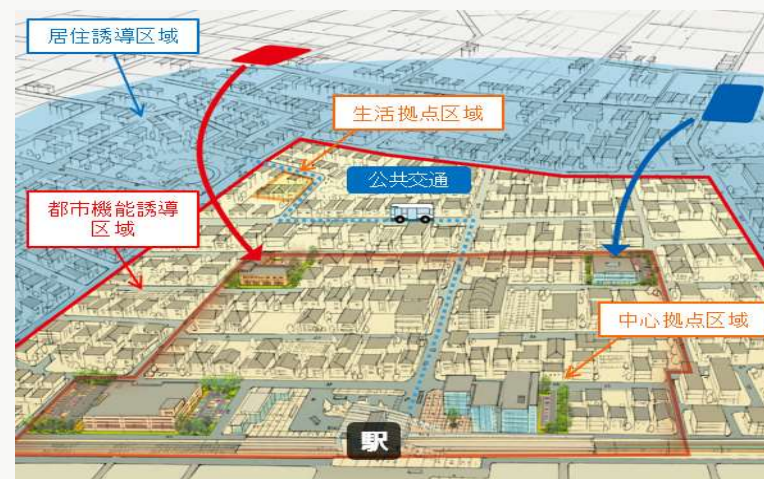 居住誘導区域
生活拠点区域
公共交通
都市機能誘導
区域
中心拠点区域
駅